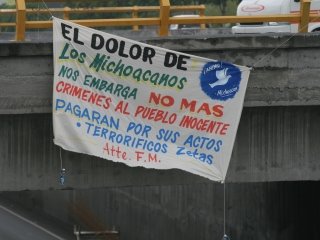 EL DOLOR DE
Los Michoacanos
NOS EMBARGA NO MAS
CRIMENES AL PUEBLO INOCENTE
PAGARAN POR SUS ACTOS
• TERRORIFICOS Zetas
Atte. F.M.